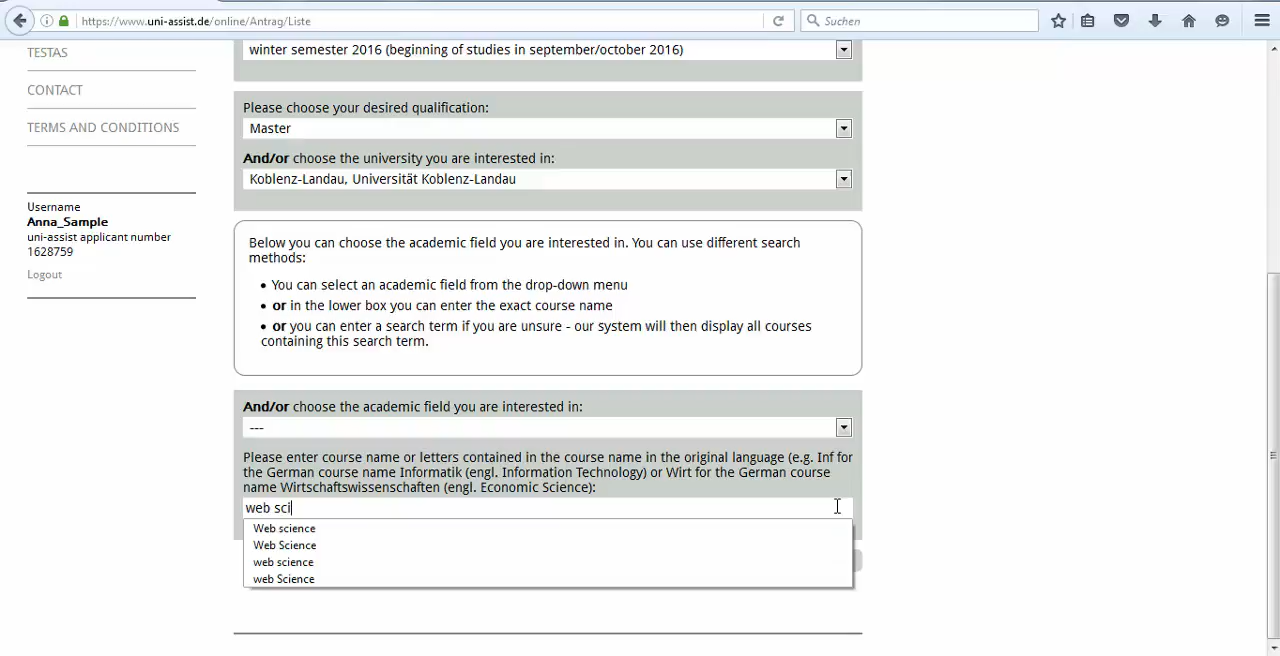 https://www.uni-assist.de/online/Antrag/Liste
Suchen
TESTAS
CONTACT
TERMS AND CONDITIONS
Username
Anna_Sample
uni-assist applicant number
1628759
Logout
winter semester 2016 (beginning of studies in september/october 2016)
Please choose your desired qualification:
Master
And/or choose the university you are interested in:
Koblenz-Landau, Universität Koblenz-Landau
Below you can choose the academic field you are interested in. You can use different search
methods:
• You can select an academic field from the drop-down menu
• or in the lower box you can enter the exact course name
• or you can enter a search term if you are unsure - our system will then display all courses
containing this search term.
And/or choose the academic field you are interested in:
---
Please enter course name or letters contained in the course name in the original language (e.g. Inf for
the German course name Informatik (engl. Information Technology) or Wirt for the German course
name Wirtschaftswissenschaften (engl. Economic Science):
web sci
Web science
Web Science
web science
web Science